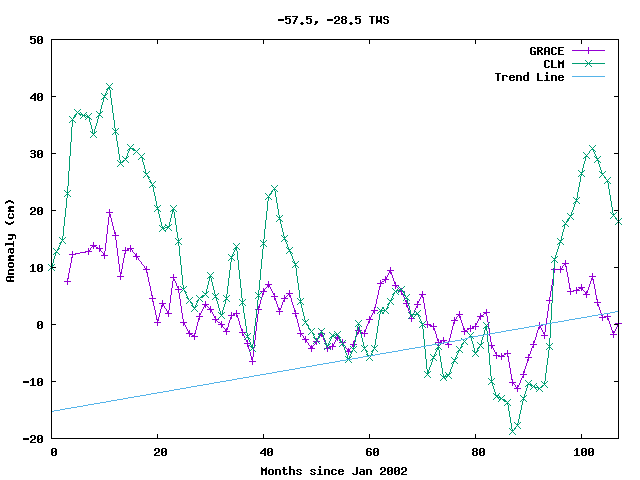 -57.5, -28.5 TWS
GRACE
CLM
Trend Line
50
40
30
20
10
0
-10
-20
Anomaly (cm)
0 20 40 60 80 100
Months since Jan 2002